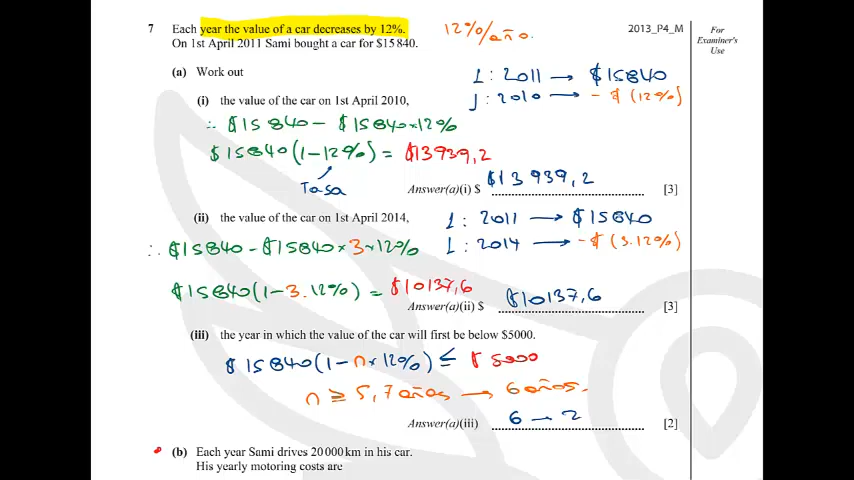 7 Each year the value of a car decreases by 12%. 12%/año. 2013_P4_M For
On 1st April 2011 Sami bought a car for $15 840. Examiner's
Use
(a) Work out
1 : 2011 → $15840
(i) the value of the car on 1st April 2010, 1 : 2010 → - $ (12%)
∴ $15840 - $15840×12%
$15840(1-12%) = $13939,2
Tasa
Answer(a)(i) $ $13939,2 [3]
(ii) the value of the car on 1st April 2014, 1 : 2011 → $15840
∴ $15840 - $15840×3×12% 1 : 2014 → - $ (3.12%)
$15840(1-3.12%) = $10137,6
Answer(a)(ii) $ $10137,6 [3]
(iii) the year in which the value of the car will first be below $5000.
$15840(1-n×12%) ≤ $5000
n ≥ 5,7 años → 6 años.
Answer(a)(iii) 6 → 2 [2]
(b) Each year Sami drives 20 000 km in his car.
His yearly motoring costs are